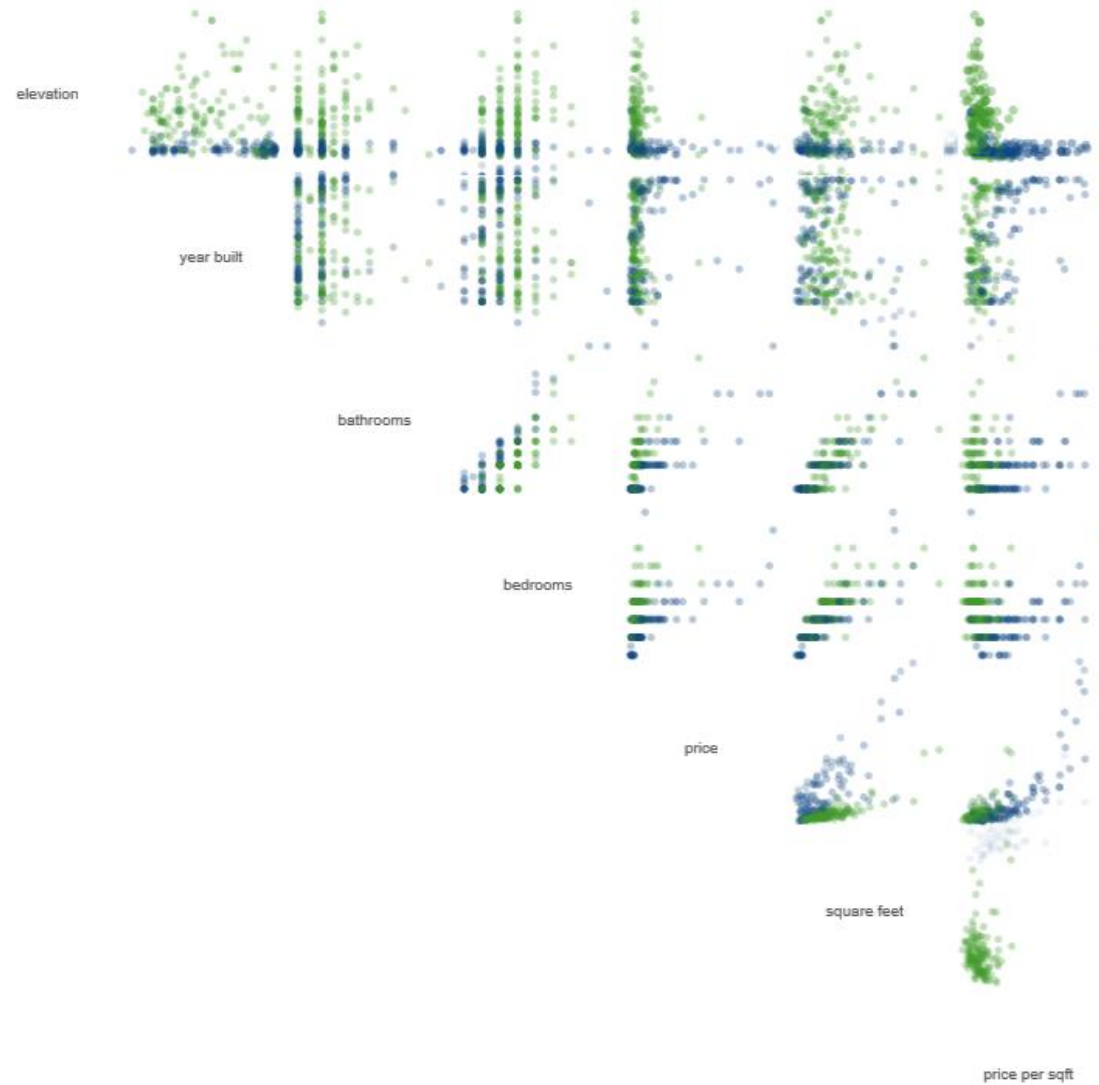 elevation
year built
bathrooms
bedrooms
price
square feet
price per sqft